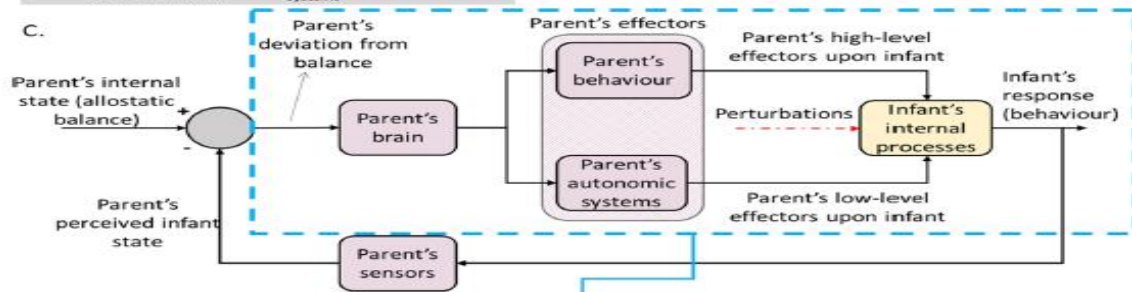 systems
C.
Parent's
deviation from
balance
Parent's effectors
Parent's internal
state (allostatic
balance)
+
-
Parent's
brain
Parent's
behaviour
Parent's
autonomic
systems
Parent's high-level
effectors upon infant
Perturbations
Infant's
internal
processes
Infant's
response
(behaviour)
Parent's low-level
effectors upon infant
Parent's
perceived infant
state
Parent's
sensors